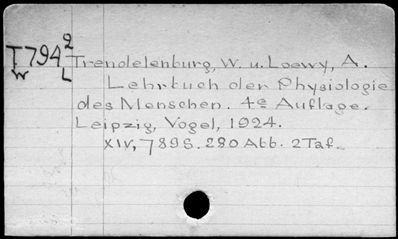 T794 2
W L
Trendelenburg, W. u. Loewy, A.
Lehrbuch der Physiologie
des Menschen. 4e Auflage.
Leipzig, Vogel, 1924.
XIV, 789S. 280 Abb. 2 Taf.